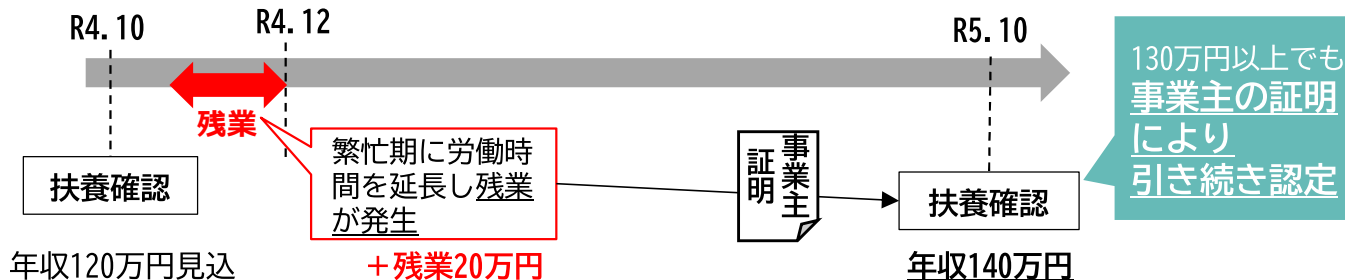 R4.10
R4.12
R5.10
残業
扶養確認
年収120万円見込
繁忙期に労働時
間を延長し残業
が発生
＋残業20万円
事業主
証明
扶養確認
年収140万円
130万円以上でも
事業主の証明
により
引き続き認定